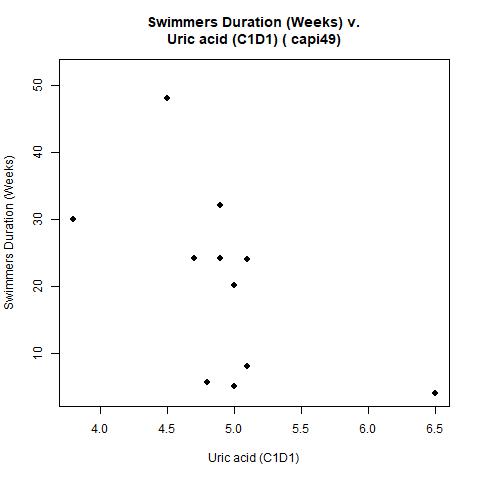 Swimmers Duration (Weeks) v.
Uric acid (C1D1) ( capi49)
Swimmers Duration (Weeks)
50
40
30
20
10
4.0 4.5 5.0 5.5 6.0 6.5
Uric acid (C1D1)